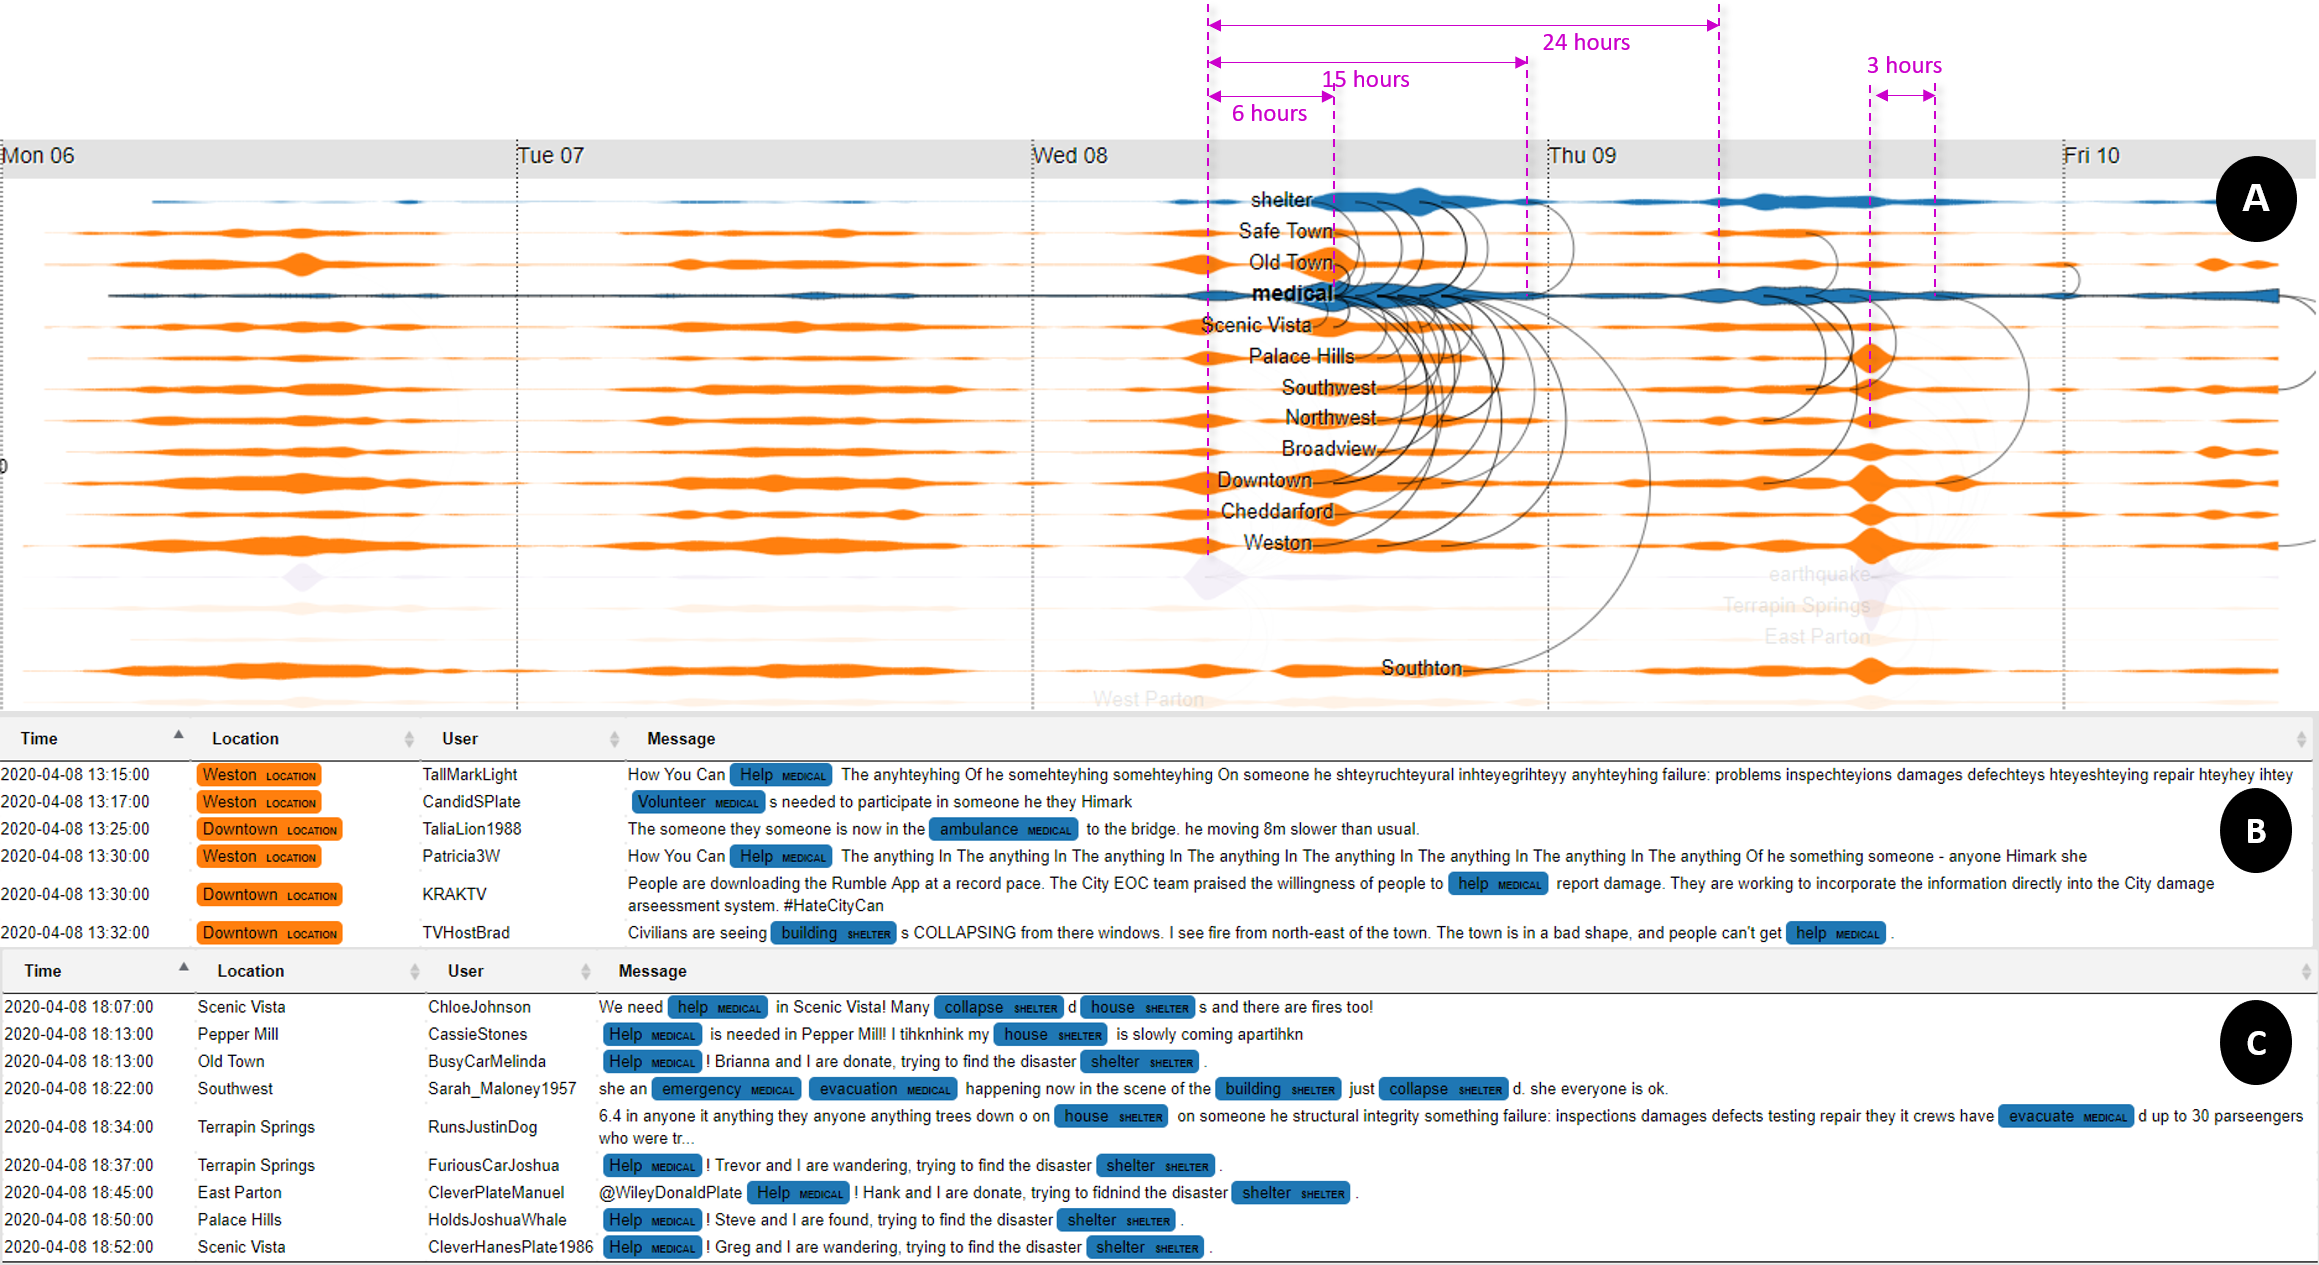 24 hours
15 hours
3 hours
6 hours
Mon 06 Tue 07 Wed 08 Thu 09 Fri 10
A
shelter
Safe Town
Old Town
medical
Scenic Vista
Palace Hills
Southwest
Northwest
Broadview
Downtown
Cheddarford
Weston
earthquake
Terrapin Springs
East Parton
Southton
West Parton
0
Time Location User Message
2020-04-08 13:15:00 Weston LOCATION TallMarkLight How You Can Help MEDICAL The anyhteyhing Of he somehteyhing somehteyhing On someone he shteyruchteyural inhteyegrihteyy anyhteyhing failure: problems inspechteyions damages defechteys hteyeshteying repair hteyhey ihtey
2020-04-08 13:17:00 Weston LOCATION CandidSPlate Volunteer MEDICAL s needed to participate in someone he they Himark
2020-04-08 13:25:00 Downtown LOCATION TaliaLion1988 The someone they someone is now in the ambulance MEDICAL to the bridge. he moving 8m slower than usual.
2020-04-08 13:30:00 Weston LOCATION Patricia3W How You Can Help MEDICAL The anything In The anything In The anything In The anything In The anything In The anything In The anything In The anything Of he something someone - anyone Himark she
2020-04-08 13:30:00 Downtown LOCATION KRAKTV People are downloading the Rumble App at a record pace. The City EOC team praised the willingness of people to help MEDICAL report damage. They are working to incorporate the information directly into the City damage
arseessment system. #HateCityCan
2020-04-08 13:32:00 Downtown LOCATION TVHostBrad Civilians are seeing building SHELTER s COLLAPSING from there windows. I see fire from north-east of the town. The town is in a bad shape, and people can't get help MEDICAL .
B
Time Location User Message
2020-04-08 18:07:00 Scenic Vista ChloeJohnson We need help MEDICAL in Scenic Vista! Many collapse SHELTER d house SHELTER s and there are fires too!
2020-04-08 18:13:00 Pepper Mill CassieStones Help MEDICAL is needed in Pepper Mill! I tihknhink my house SHELTER is slowly coming apartihkn
2020-04-08 18:13:00 Old Town BusyCarMelinda Help MEDICAL ! Brianna and I are donate, trying to find the disaster shelter SHELTER .
2020-04-08 18:22:00 Southwest Sarah_Maloney1957 she an emergency MEDICAL evacuation MEDICAL happening now in the scene of the building SHELTER just collapse SHELTER d. she everyone is ok.
2020-04-08 18:34:00 Terrapin Springs RunsJustinDog 6.4 in anyone it anything they anyone anything trees down o on house SHELTER on someone he structural integrity something failure: inspections damages defects testing repair they it crews have evacuate MEDICAL d up to 30 parseengers
who were tr...
2020-04-08 18:37:00 Terrapin Springs FuriousCarJoshua Help MEDICAL ! Trevor and I are wandering, trying to find the disaster shelter SHELTER .
2020-04-08 18:45:00 East Parton CleverPlateManuel @WileyDonaldPlate Help MEDICAL ! Hank and I are donate, trying to fidnind the disaster shelter SHELTER .
2020-04-08 18:50:00 Palace Hills HoldsJoshuaWhale Help MEDICAL ! Steve and I are found, trying to find the disaster shelter SHELTER .
2020-04-08 18:52:00 Scenic Vista CleverHanesPlate1986 Help MEDICAL ! Greg and I are wandering, trying to find the disaster shelter SHELTER .
C